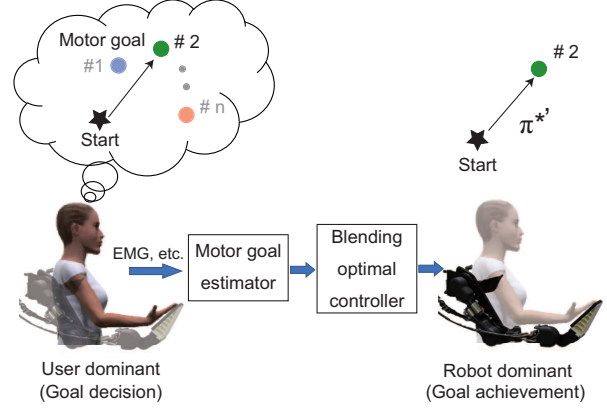 Motor goal
#1
# 2
# n
Start
# 2
π*'
Start
EMG, etc.
Motor goal
estimator
Blending
optimal
controller
User dominant
(Goal decision)
Robot dominant
(Goal achievement)